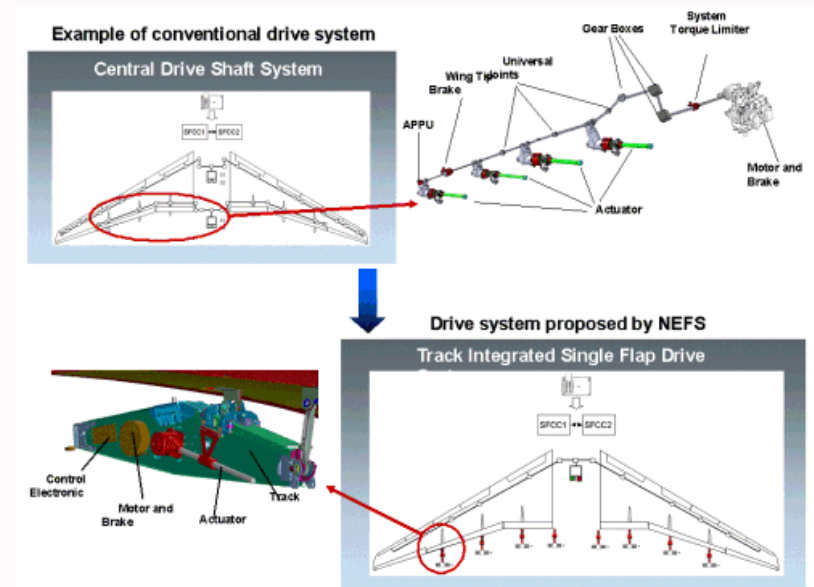 Example of conventional drive system
Central Drive Shaft System
SFCC1
SFCC2
Gear Boxes
System
Torque Limiter
Universal
Joints
Wing Tip
Brake
APPU
Motor and
Brake
Actuator
Drive system proposed by NEFS
Track Integrated Single Flap Drive
SFCC1
SFCC2
Control
Electronic
Motor and
Brake
Actuator
Track